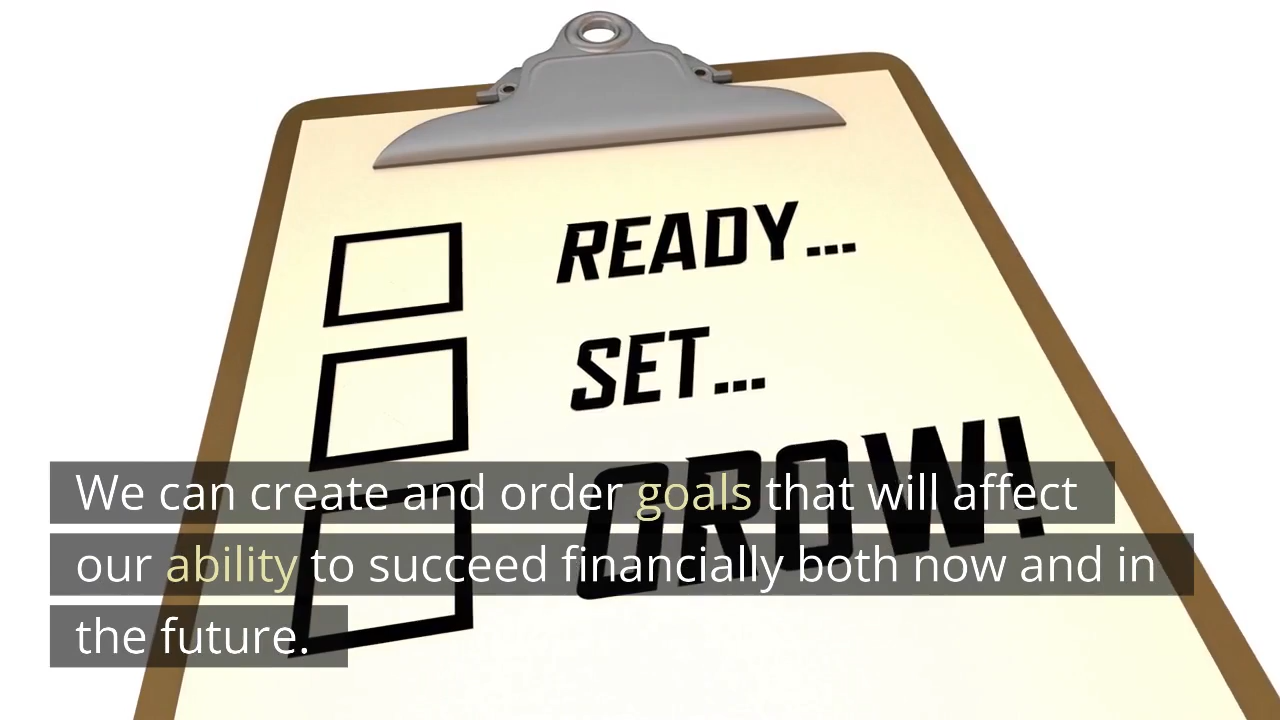 READY...
SET...
GROW!
We can create and order goals that will affect
our ability to succeed financially both now and in
the future.